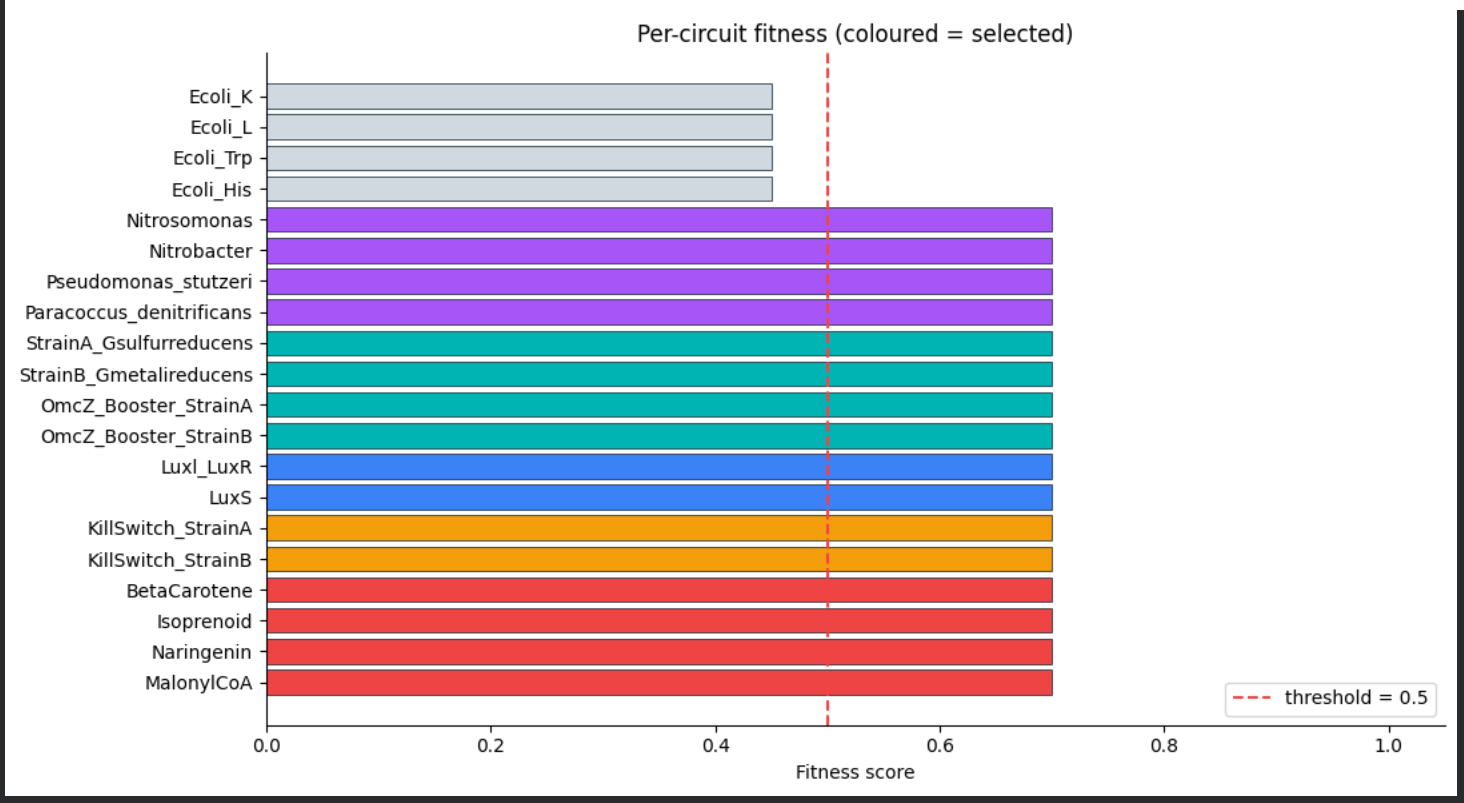 Per-circuit fitness (coloured = selected)
Ecoli_K
Ecoli_L
Ecoli_Trp
Ecoli_His
Nitrosomonas
Nitrobacter
Pseudomonas_stutzeri
Paracoccus_denitrificans
StrainA_Gsulfurreducens
StrainB_Gmetalireducens
OmcZ_Booster_StrainA
OmcZ_Booster_StrainB
LuxI_LuxR
LuxS
KillSwitch_StrainA
KillSwitch_StrainB
BetaCarotene
Isoprenoid
Naringenin
MalonylCoA
threshold = 0.5
0.0 0.2 0.4 0.6 0.8 1.0
Fitness score